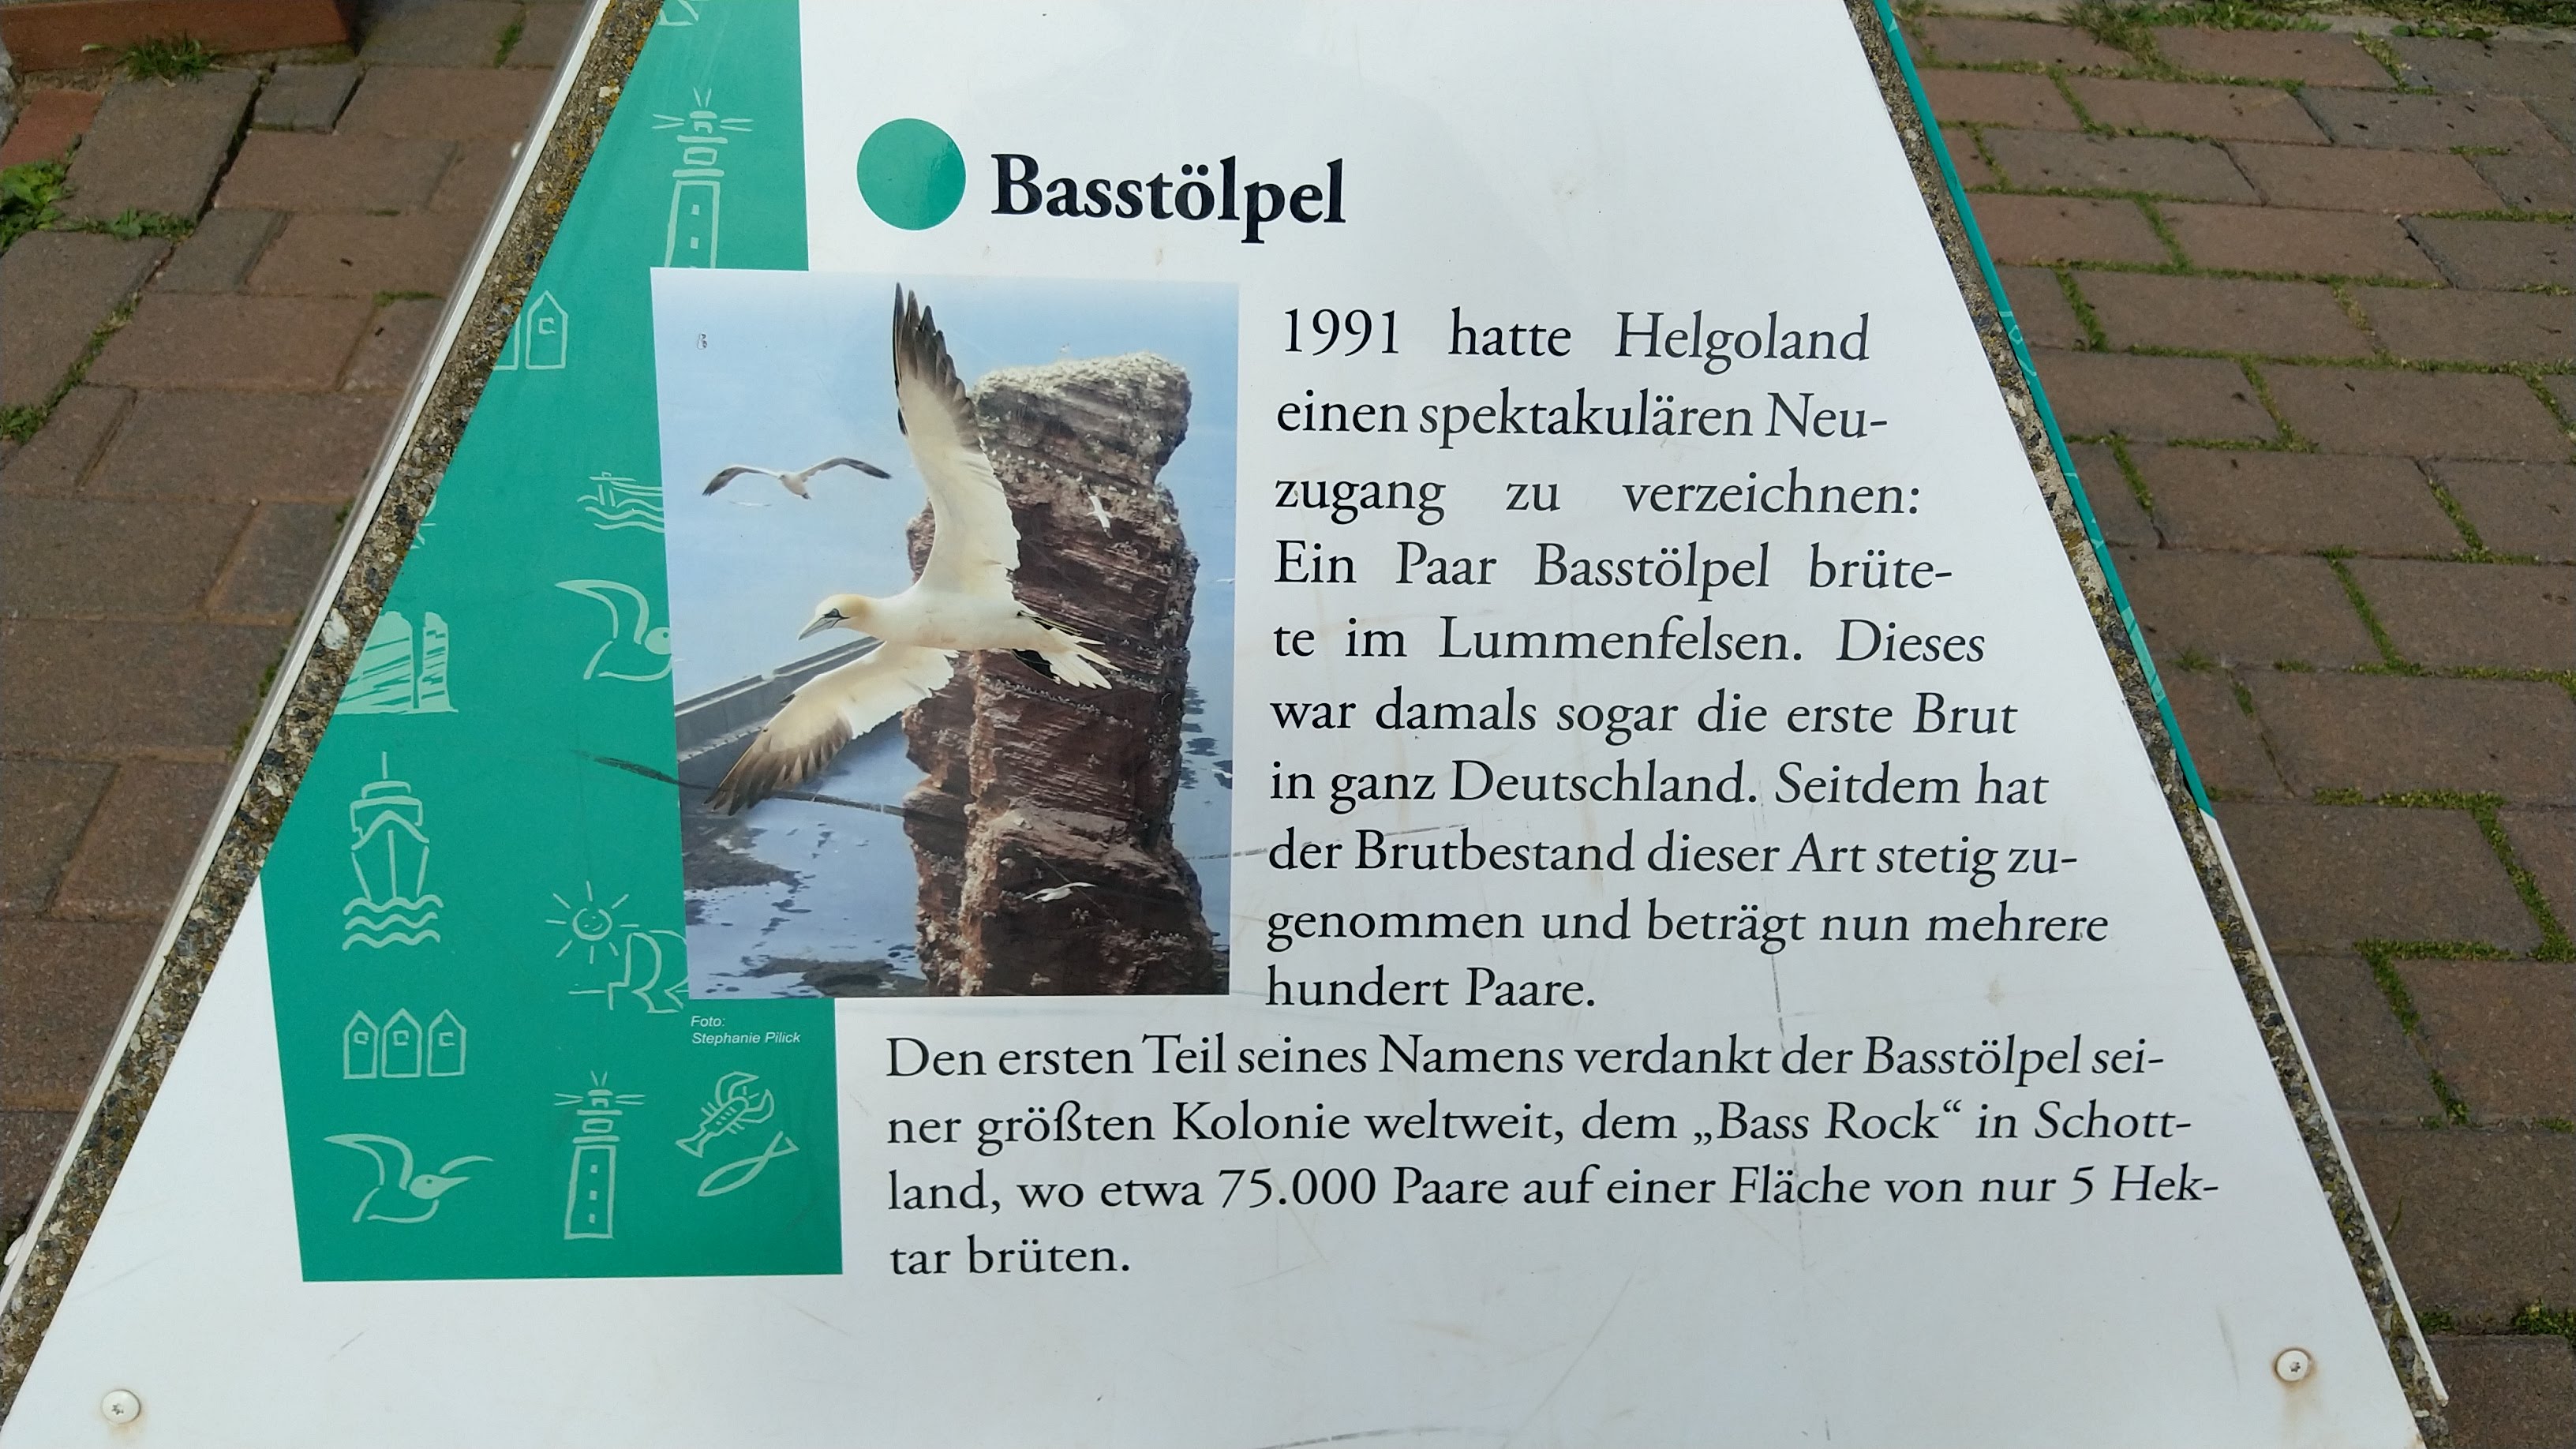 Basstölpel
1991 hatte Helgoland
einen spektakulären Neu-
zugang zu verzeichnen:
Ein Paar Basstölpel brüte-
te im Lummenfelsen. Dieses
war damals sogar die erste Brut
in ganz Deutschland. Seitdem hat
der Brutbestand dieser Art stetig zu-
genommen und beträgt nun mehrere
hundert Paare.
Foto:
Stephanie Pilick
Den ersten Teil seines Namens verdankt der Basstölpel sei-
ner größten Kolonie weltweit, dem „Bass Rock“ in Schott-
land, wo etwa 75.000 Paare auf einer Fläche von nur 5 Hek-
tar brüten.